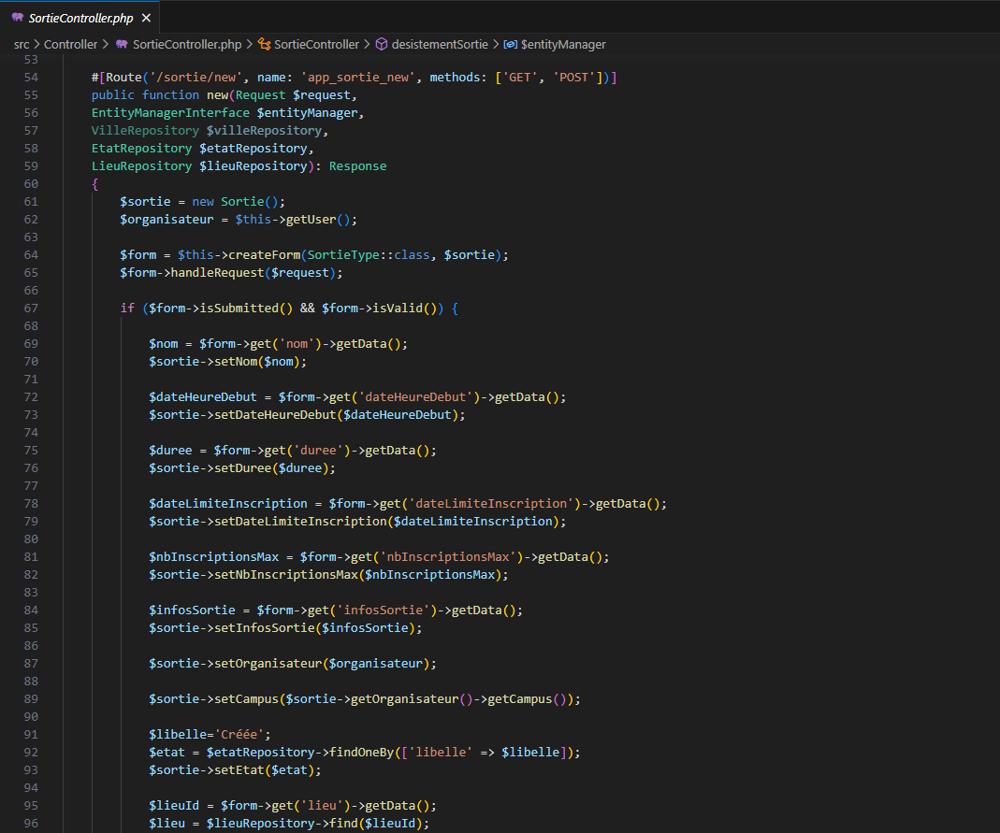 SortieController.php ×
src > Controller > SortieController.php > SortieController > desistementSortie > $entityManager
53
54 #[Route('/sortie/new', name: 'app_sortie_new', methods: ['GET', 'POST'])]
55 public function new(Request $request,
56 EntityManagerInterface $entityManager,
57 VilleRepository $villeRepository,
58 EtatRepository $etatRepository,
59 LieuRepository $lieuRepository): Response
60 {
61 $sortie = new Sortie();
62 $organisateur = $this->getUser();
63
64 $form = $this->createForm(SortieType::class, $sortie);
65 $form->handleRequest($request);
66
67 if ($form->isSubmitted() && $form->isValid()) {
68
69 $nom = $form->get('nom')->getData();
70 $sortie->setNom($nom);
71
72 $dateHeureDebut = $form->get('dateHeureDebut')->getData();
73 $sortie->setDateHeureDebut($dateHeureDebut);
74
75 $duree = $form->get('duree')->getData();
76 $sortie->setDuree($duree);
77
78 $dateLimiteInscription = $form->get('dateLimiteInscription')->getData();
79 $sortie->setDateLimiteInscription($dateLimiteInscription);
80
81 $nbInscriptionsMax = $form->get('nbInscriptionsMax')->getData();
82 $sortie->setNbInscriptionsMax($nbInscriptionsMax);
83
84 $infosSortie = $form->get('infosSortie')->getData();
85 $sortie->setInfosSortie($infosSortie);
86
87 $sortie->setOrganisateur($organisateur);
88
89 $sortie->setCampus($sortie->getOrganisateur()->getCampus());
90
91 $libelle='Créée';
92 $etat = $etatRepository->findOneBy(['libelle' => $libelle]);
93 $sortie->setEtat($etat);
94
95 $lieuId = $form->get('lieu')->getData();
96 $lieu = $lieuRepository->find($lieuId);